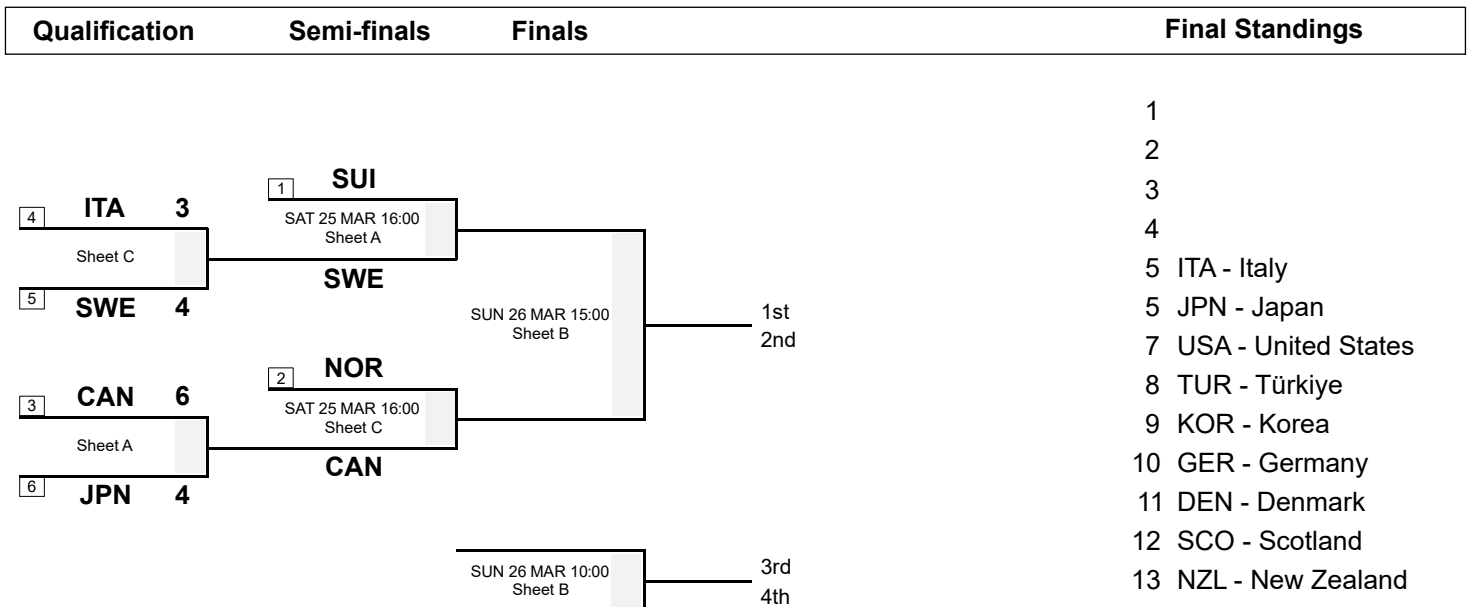 Qualification Semi-finals Finals Final Standings
1
2
3
4
5 ITA - Italy
5 JPN - Japan
7 USA - United States
8 TUR - Türkiye
9 KOR - Korea
10 GER - Germany
11 DEN - Denmark
12 SCO - Scotland
13 NZL - New Zealand
4 ITA 3
Sheet C
5 SWE 4
3 CAN 6
Sheet A
6 JPN 4
1 SUI
SAT 25 MAR 16:00
Sheet A
SWE
2 NOR
SAT 25 MAR 16:00
Sheet C
CAN
SUN 26 MAR 15:00
Sheet B
1st
2nd
SUN 26 MAR 10:00
Sheet B
3rd
4th